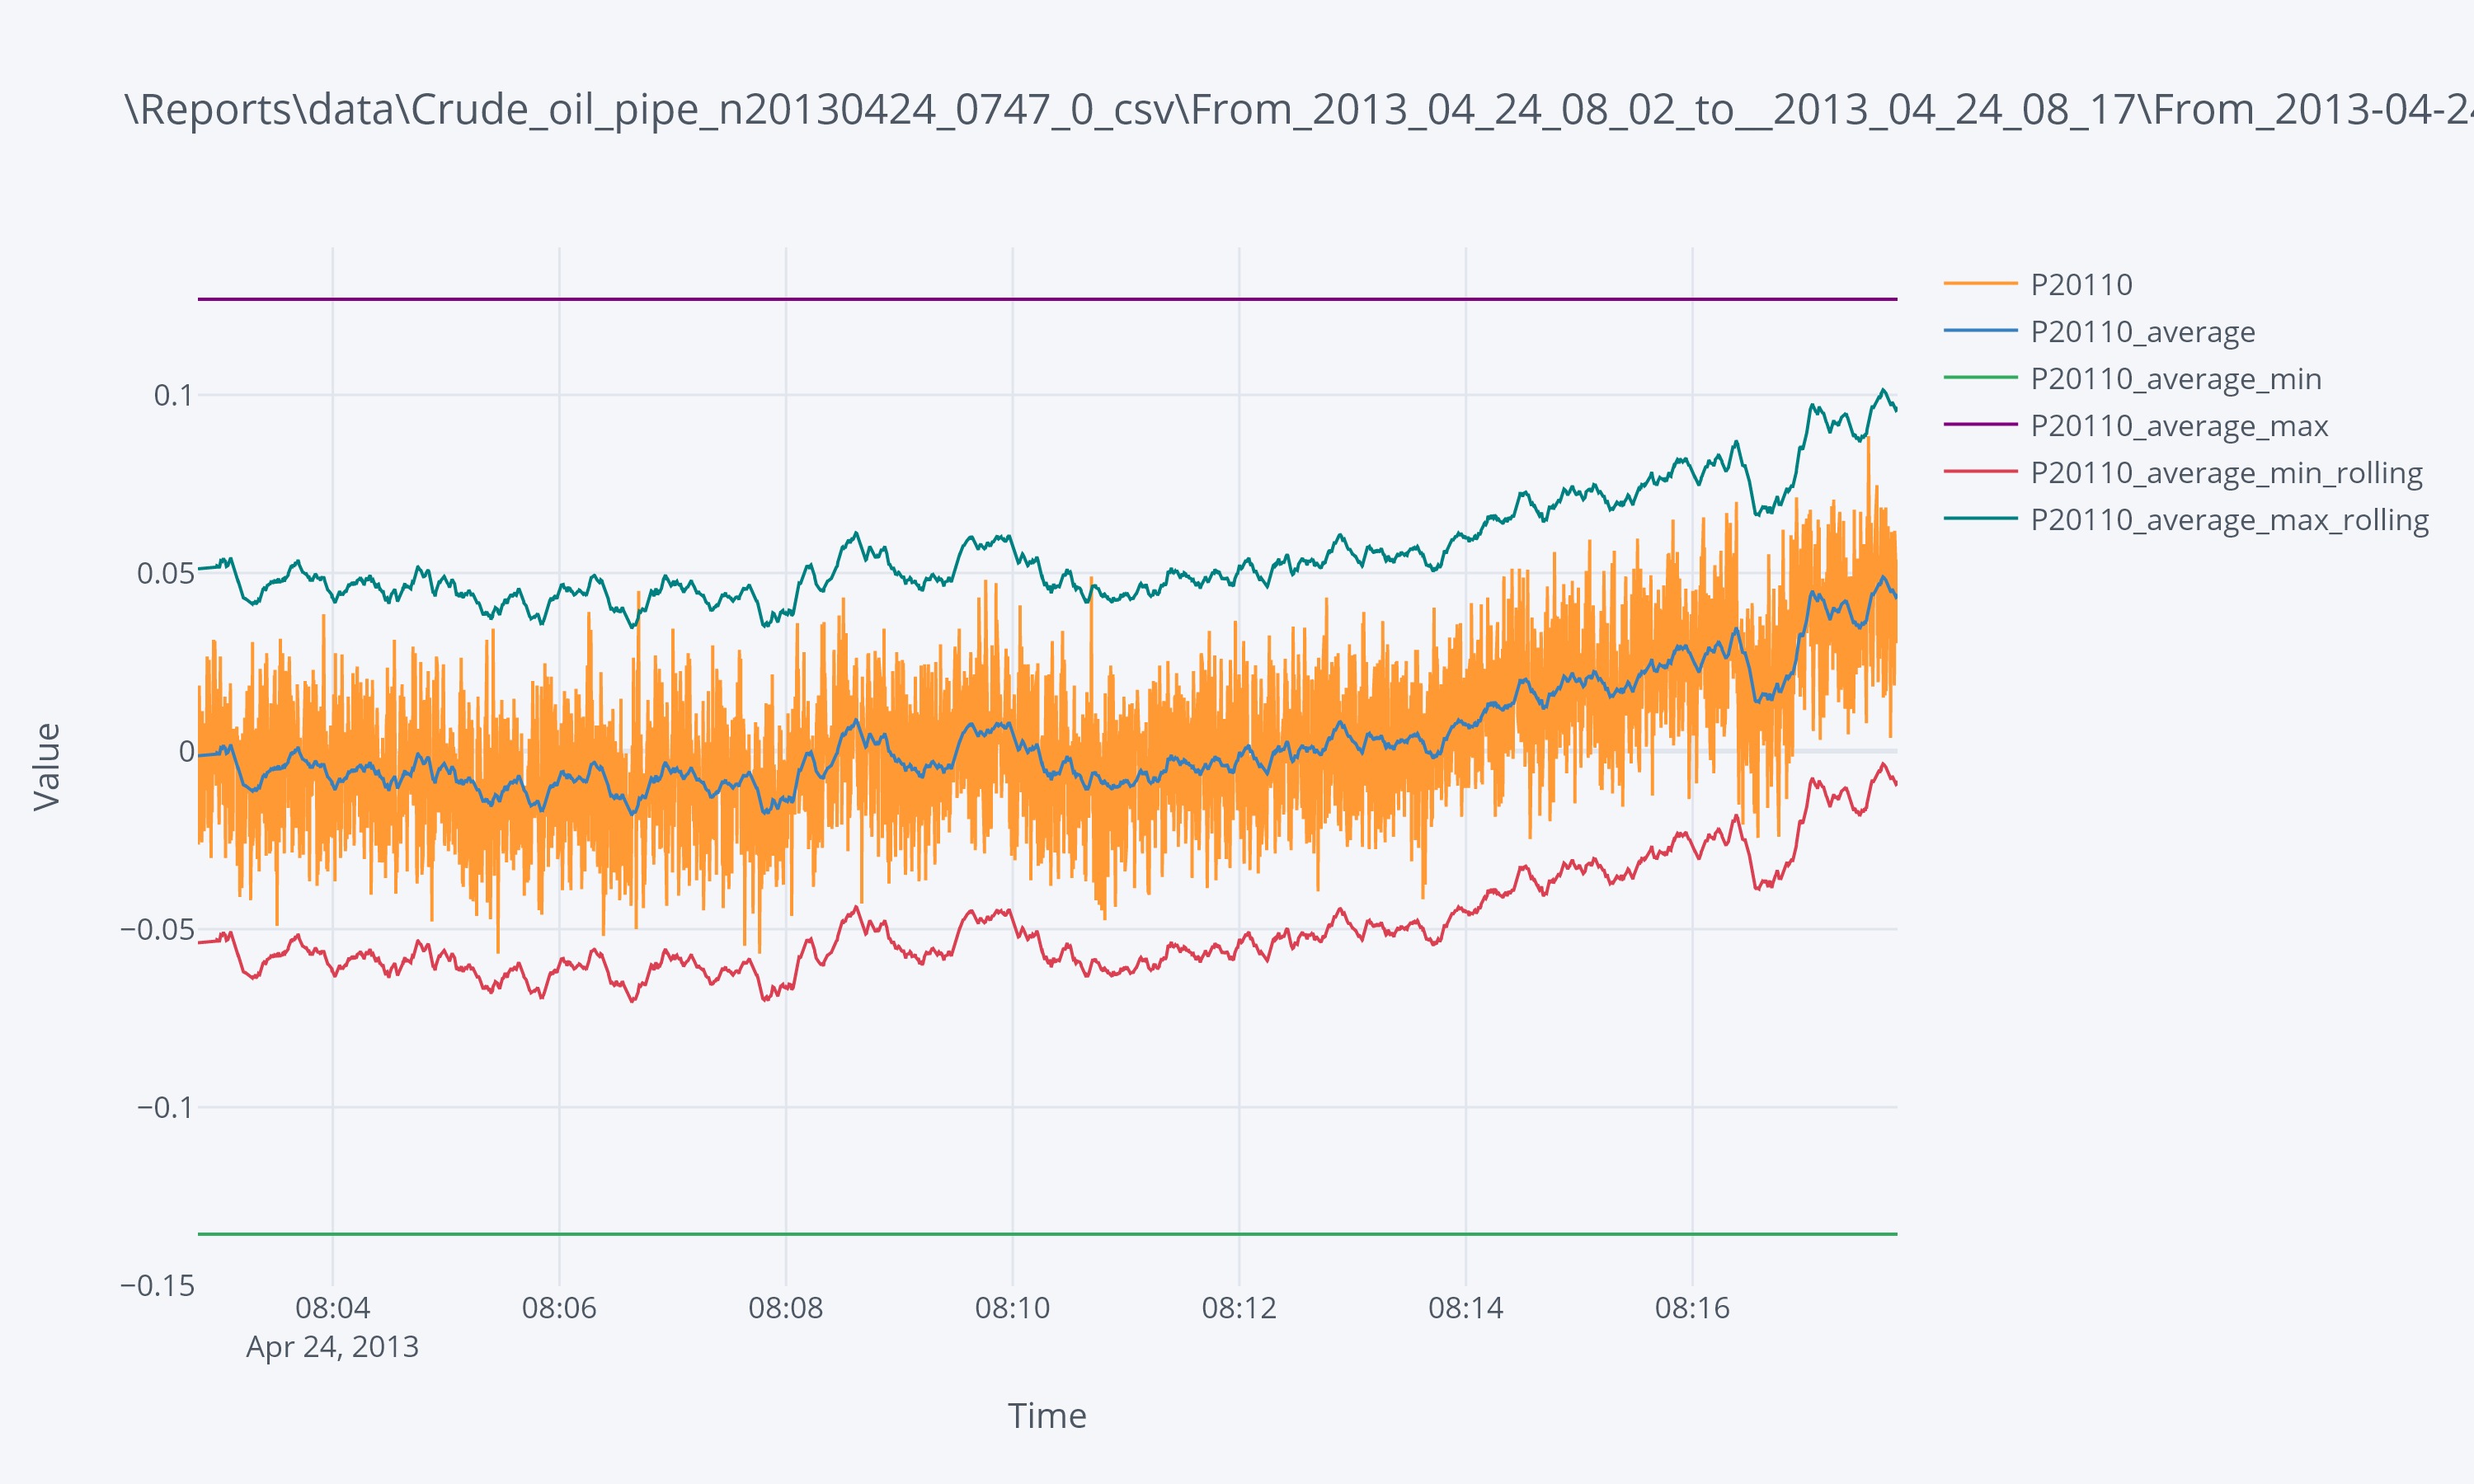 \Reports\data\Crude_oil_pipe_n20130424_0747_0_csv\From_2013_04_24_08_02_to__2013_04_24_08_17\From_2013-04-24
P20110
P20110_average
P20110_average_min
P20110_average_max
P20110_average_min_rolling
P20110_average_max_rolling
0.1
0.05
0
−0.05
−0.1
−0.15
Value
08:04 08:06 08:08 08:10 08:12 08:14 08:16
Apr 24, 2013
Time